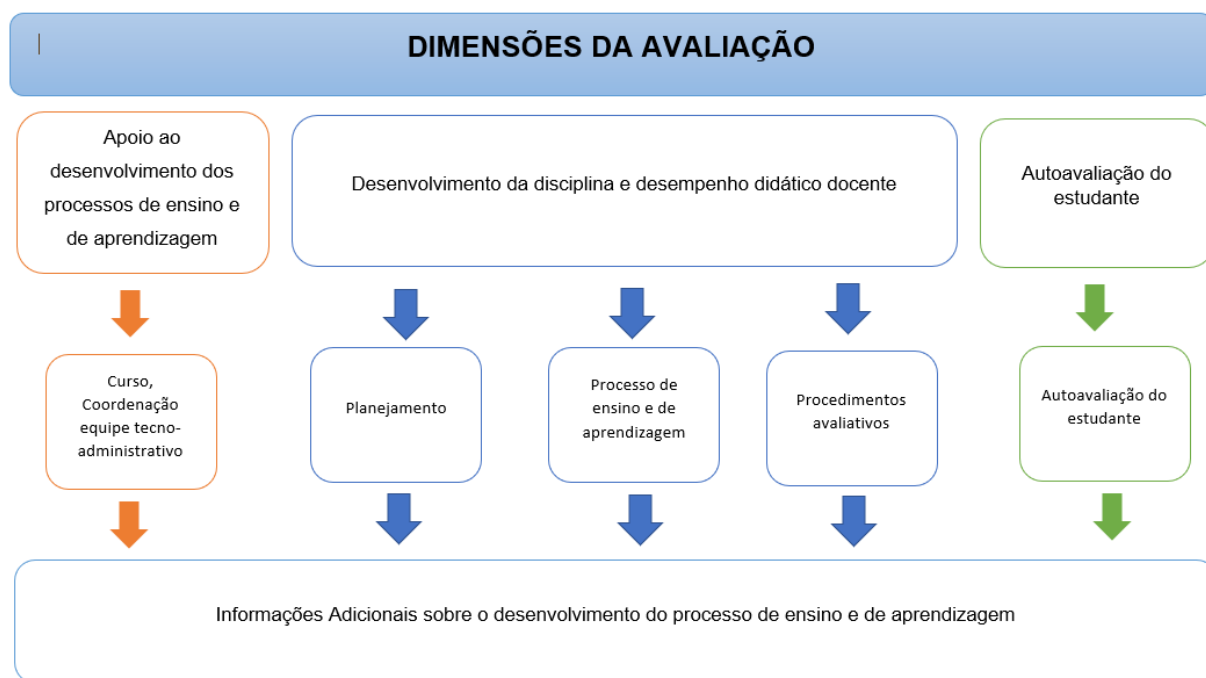 DIMENSÕES DA AVALIAÇÃO
Apoio ao
desenvolvimento dos
processos de ensino e
de aprendizagem
Desenvolvimento da disciplina e desempenho didático docente
Autoavaliação do
estudante
Curso,
Coordenação
equipe tecno-
administrativo
Planejamento
Processo de
ensino e de
aprendizagem
Procedimentos
avaliativos
Autoavaliação do
estudante
Informações Adicionais sobre o desenvolvimento do processo de ensino e de aprendizagem